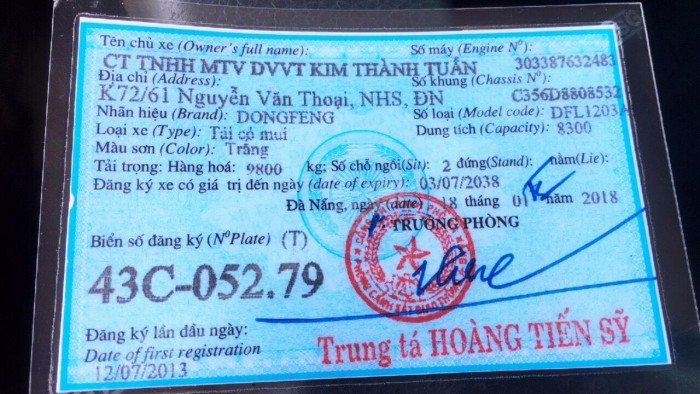 Tên chủ xe (Owner's full name): Số máy (Engine Nº):
CT TNHH MTV DVVT KIM THÀNH TUẤN 303387632483
Địa chỉ (Address): Số khung (Chassis Nº):
K72/61 Nguyễn Văn Thoại, NHS, ĐN C356D8808532
Nhãn hiệu (Brand): DONGFENG Số loại (Model code): DFL1203A
Loại xe (Type): Tải có mui Dung tích (Capacity): 8300
Màu sơn (Color): Trắng
Tải trọng: Hàng hoá: 9800 kg; Số chỗ ngồi(Sit): 2 đứng(Stand): nằm(Lie):
Đăng ký xe có giá trị đến ngày (date of expiry): 03/07/2038
Đà Nẵng, ngày (date) 18 tháng 01 năm 2018
TRƯỞNG PHÒNG
Biển số đăng ký (NºPlate) (T)
43C-052.79
Đăng ký lần đầu ngày:
Date of first registration
12/07/2013
Trung tá HOÀNG TIẾN SỸ